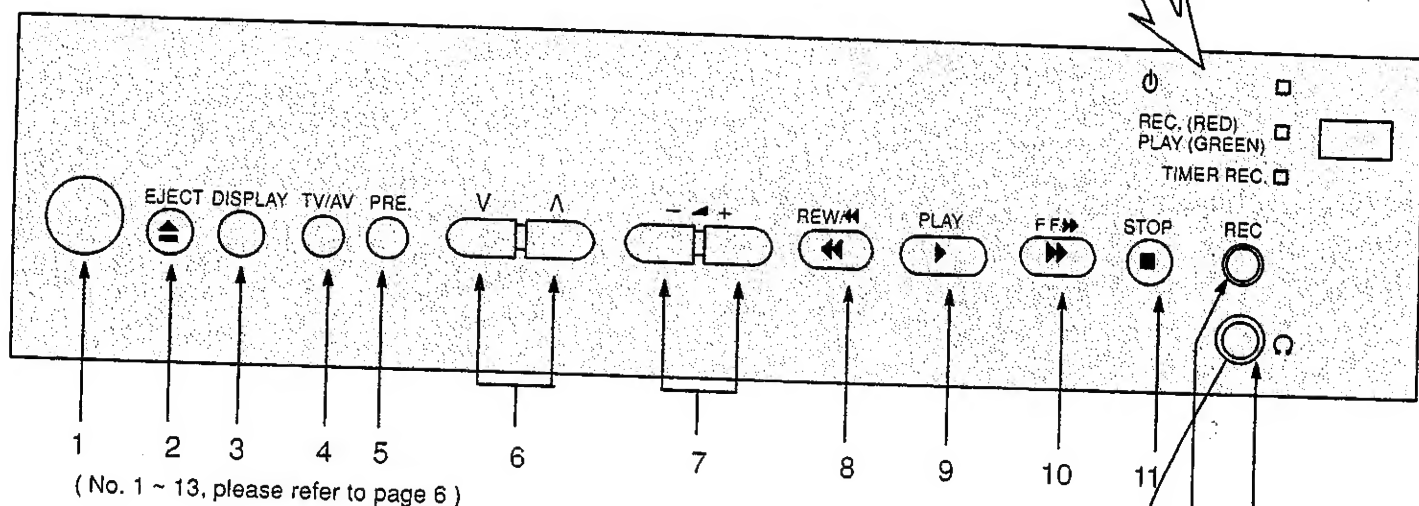 REC. (RED)
PLAY (GREEN)
TIMER REC.
EJECT DISPLAY TV/AV PRE. V Λ − + REW/◀◀ PLAY F F/▶▶ STOP REC
1 2 3 4 5 6 7 8 9 10 11
( No. 1 ~ 13, please refer to page 6 )